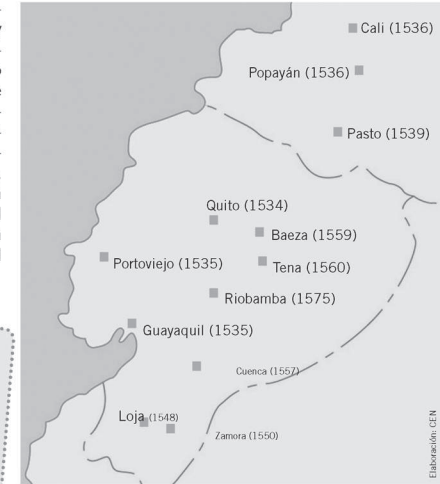 Cali (1536)
Popayán (1536)
Pasto (1539)
Quito (1534)
Baeza (1559)
Portoviejo (1535)
Tena (1560)
Riobamba (1575)
Guayaquil (1535)
Cuenca (1557)
Loja (1548)
Zamora (1550)
Elaboración: CEN